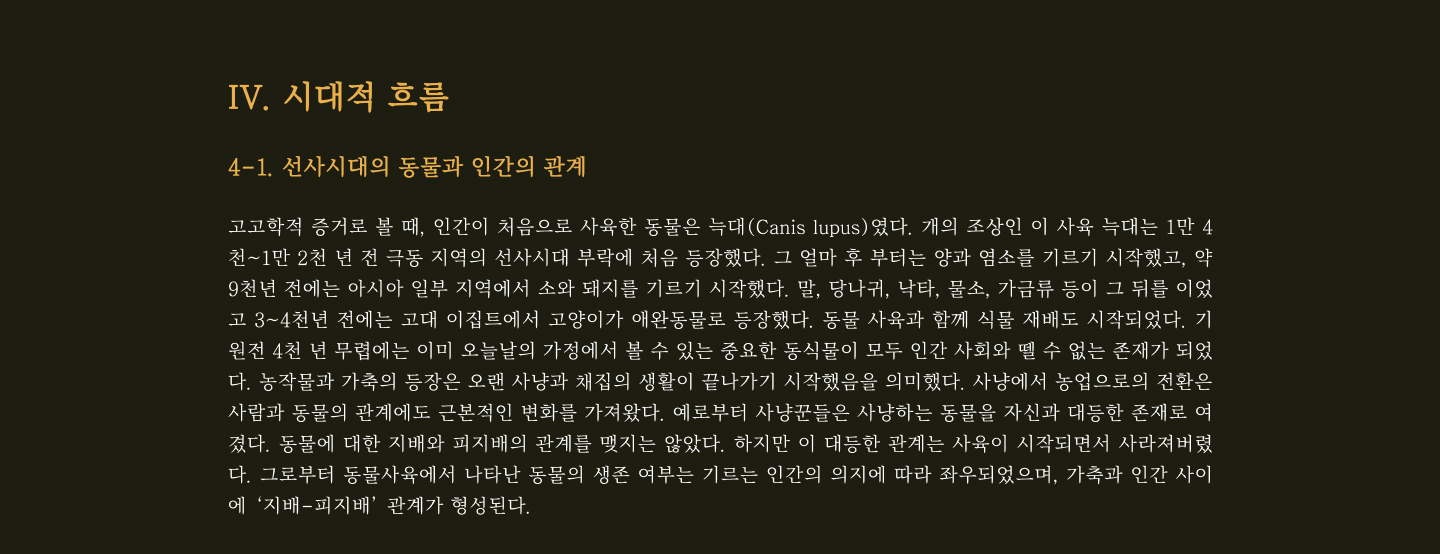 IV. 시대적 흐름
4-1. 선사시대의 동물과 인간의 관계
고고학적 증거로 볼 때, 인간이 처음으로 사육한 동물은 늑대(Canis lupus)였다. 개의 조상인 이 사육 늑대는 1만 4
천~1만 2천 년 전 극동 지역의 선사시대 부락에 처음 등장했다. 그 얼마 후 부터는 양과 염소를 기르기 시작했고, 약
9천년 전에는 아시아 일부 지역에서 소와 돼지를 기르기 시작했다. 말, 당나귀, 낙타, 물소, 가금류 등이 그 뒤를 이었
고 3~4천년 전에는 고대 이집트에서 고양이가 애완동물로 등장했다. 동물 사육과 함께 식물 재배도 시작되었다. 기
원전 4천 년 무렵에는 이미 오늘날의 가정에서 볼 수 있는 중요한 동식물이 모두 인간 사회와 뗄 수 없는 존재가 되었
다. 농작물과 가축의 등장은 오랜 사냥과 채집의 생활이 끝나가기 시작했음을 의미했다. 사냥에서 농업으로의 전환은
사람과 동물의 관계에도 근본적인 변화를 가져왔다. 예로부터 사냥꾼들은 사냥하는 동물을 자신과 대등한 존재로 여
겼다. 동물에 대한 지배와 피지배의 관계를 맺지는 않았다. 하지만 이 대등한 관계는 사육이 시작되면서 사라져버렸
다. 그로부터 동물사육에서 나타난 동물의 생존 여부는 기르는 인간의 의지에 따라 좌우되었으며, 가축과 인간 사이
에 ‘지배-피지배’ 관계가 형성된다.